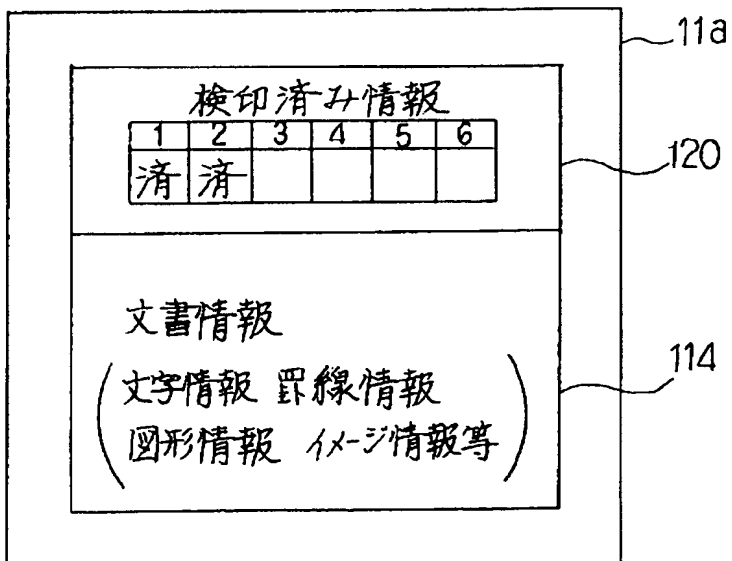 11a
検印済み情報
1 2 3 4 5 6
済 済
120
文書情報
114
(文字情報 罫線情報
図形情報 イメージ情報等)